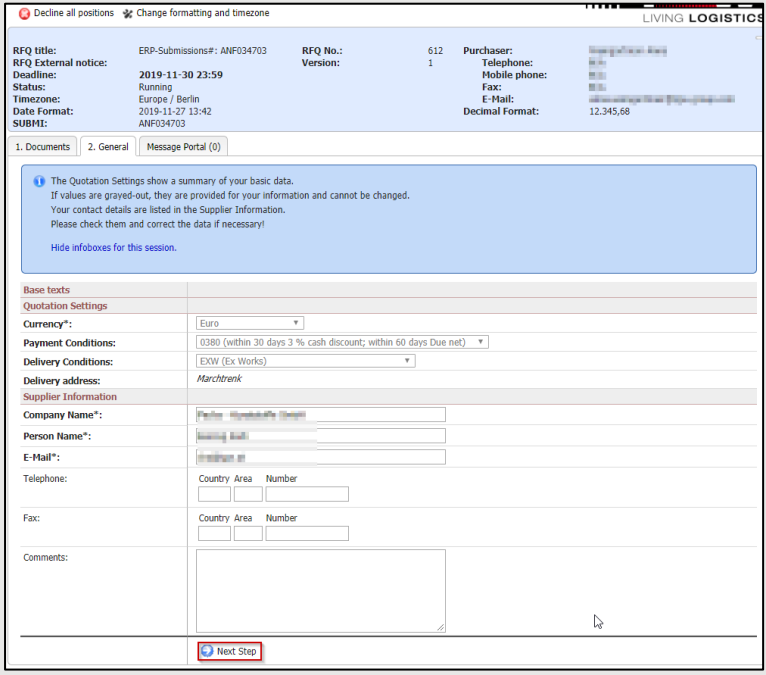 Decline all positions Change formatting and timezone
LIVING LOGISTICS
RFQ title: ERP-Submissions#: ANF034703 RFQ No.: 612 Purchaser:
RFQ External notice: Version: 1 Telephone:
Deadline: 2019-11-30 23:59 Mobile phone:
Status: Running Fax:
Timezone: Europe / Berlin E-Mail:
Date Format: 2019-11-27 13:42 Decimal Format: 12.345,68
SUBMI: ANF034703
1. Documents 2. General Message Portal (0)
The Quotation Settings show a summary of your basic data.
If values are grayed-out, they are provided for your information and cannot be changed.
Your contact details are listed in the Supplier Information.
Please check them and correct the data if necessary!
Hide infoboxes for this session.
Base texts
Quotation Settings
Currency*: Euro
Payment Conditions: 0380 (within 30 days 3 % cash discount; within 60 days Due net)
Delivery Conditions: EXW (Ex Works)
Delivery address: Marchtrenk
Supplier Information
Company Name*:
Person Name*:
E-Mail*:
Telephone: Country Area Number
Fax: Country Area Number
Comments:
Next Step